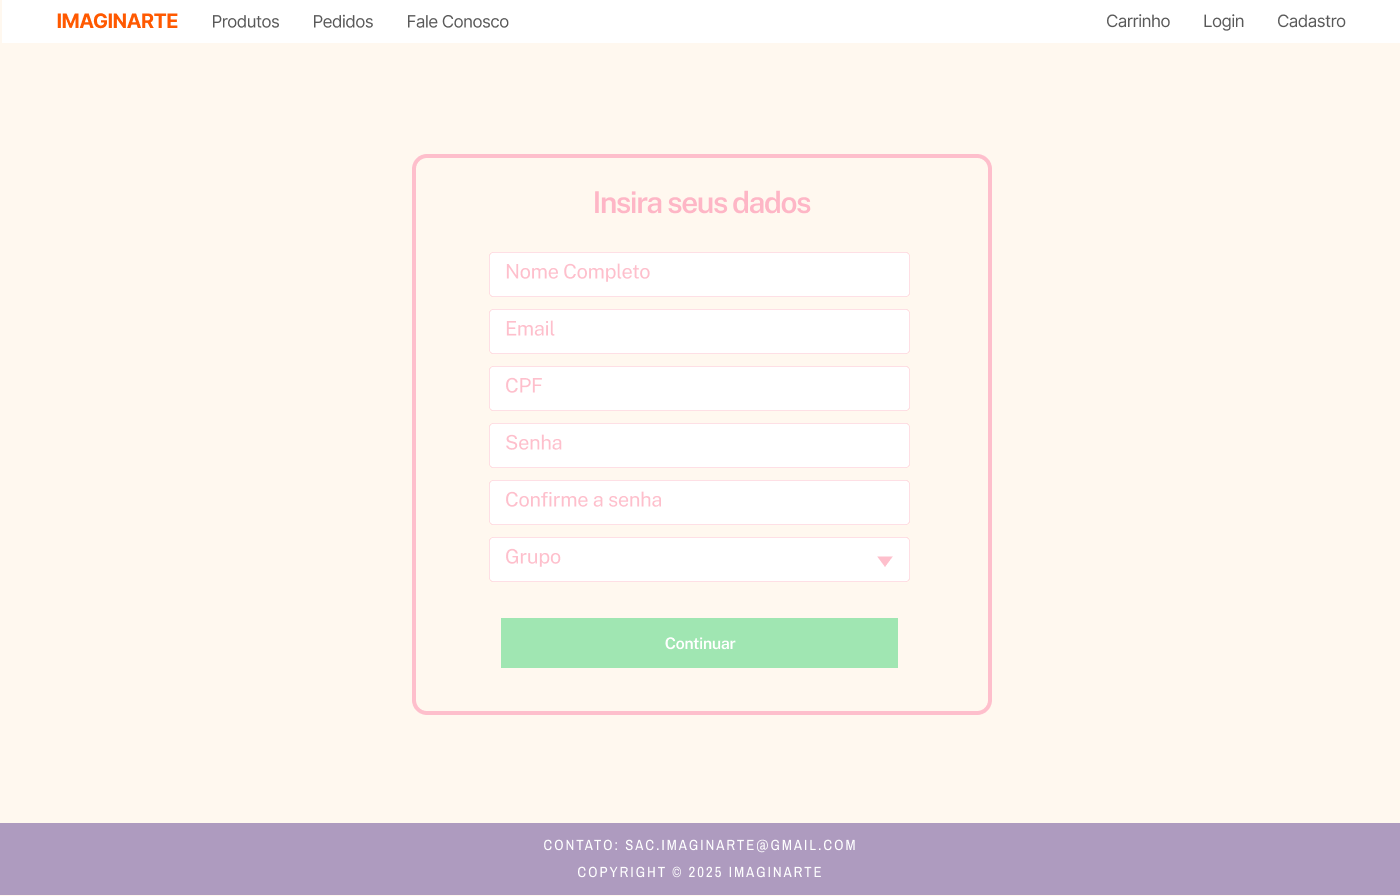 IMAGINARTE Produtos Pedidos Fale Conosco Carrinho Login Cadastro
Insira seus dados
Nome Completo
Email
CPF
Senha
Confirme a senha
Grupo
Continuar
CONTATO: SAC.IMAGINARTE@GMAIL.COM
COPYRIGHT © 2025 IMAGINARTE